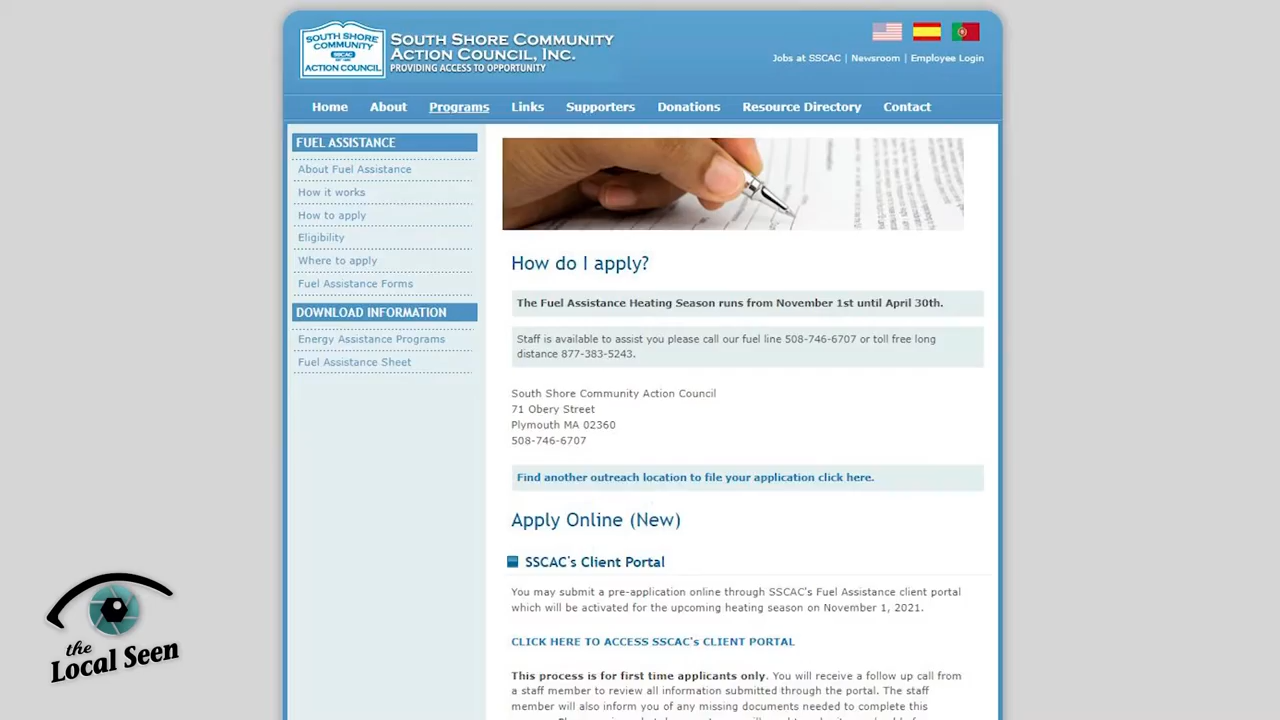 SOUTH SHORE
COMMUNITY
SSCAC
ACTION COUNCIL
SOUTH SHORE COMMUNITY
ACTION COUNCIL, INC.
PROVIDING ACCESS TO OPPORTUNITY
Jobs at SSCAC | Newsroom | Employee Login
Home About Programs Links Supporters Donations Resource Directory Contact
FUEL ASSISTANCE
About Fuel Assistance
How it works
How to apply
Eligibility
Where to apply
Fuel Assistance Forms
DOWNLOAD INFORMATION
Energy Assistance Programs
Fuel Assistance Sheet
How do I apply?
The Fuel Assistance Heating Season runs from November 1st until April 30th.
Staff is available to assist you please call our fuel line 508-746-6707 or toll free long
distance 877-383-5243.
South Shore Community Action Council
71 Obery Street
Plymouth MA 02360
508-746-6707
Find another outreach location to file your application click here.
Apply Online (New)
SSCAC's Client Portal
You may submit a pre-application online through SSCAC's Fuel Assistance client portal
which will be activated for the upcoming heating season on November 1, 2021.
CLICK HERE TO ACCESS SSCAC's CLIENT PORTAL
This process is for first time applicants only. You will receive a follow up call from
a staff member to review all information submitted through the portal. The staff
member will also inform you of any missing documents needed to complete this
the
Local Seen